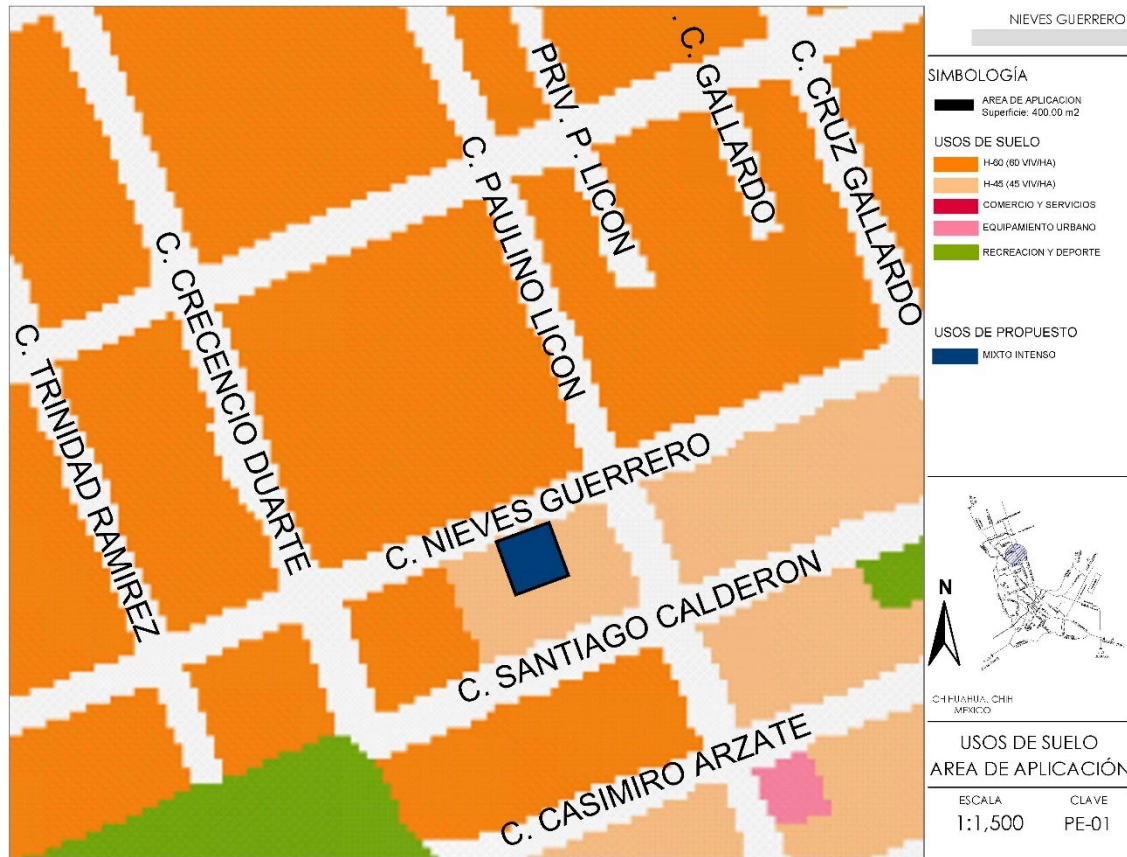 PRIV. P. LICON
. C. GALLARDO
C. CRUZ GALLARDO
C. PAULINO LICON
C. CRECENCIO DUARTE
C. TRINIDAD RAMIREZ
C. NIEVES GUERRERO
C. SANTIAGO CALDERON
C. CASIMIRO ARZATE
NIEVES GUERRERO
SIMBOLOGÍA
AREA DE APLICACION
Superficie: 400.00 m2
USOS DE SUELO
H-60 (60 VIV/HA)
H-45 (45 VIV/HA)
COMERCIO Y SERVICIOS
EQUIPAMIENTO URBANO
RECREACION Y DEPORTE
USOS DE PROPUESTO
MIXTO INTENSO
N
CHIHUAHUA, CHIH
MEXICO
USOS DE SUELO
AREA DE APLICACIÓN
ESCALA
CLAVE
1:1,500
PE-01